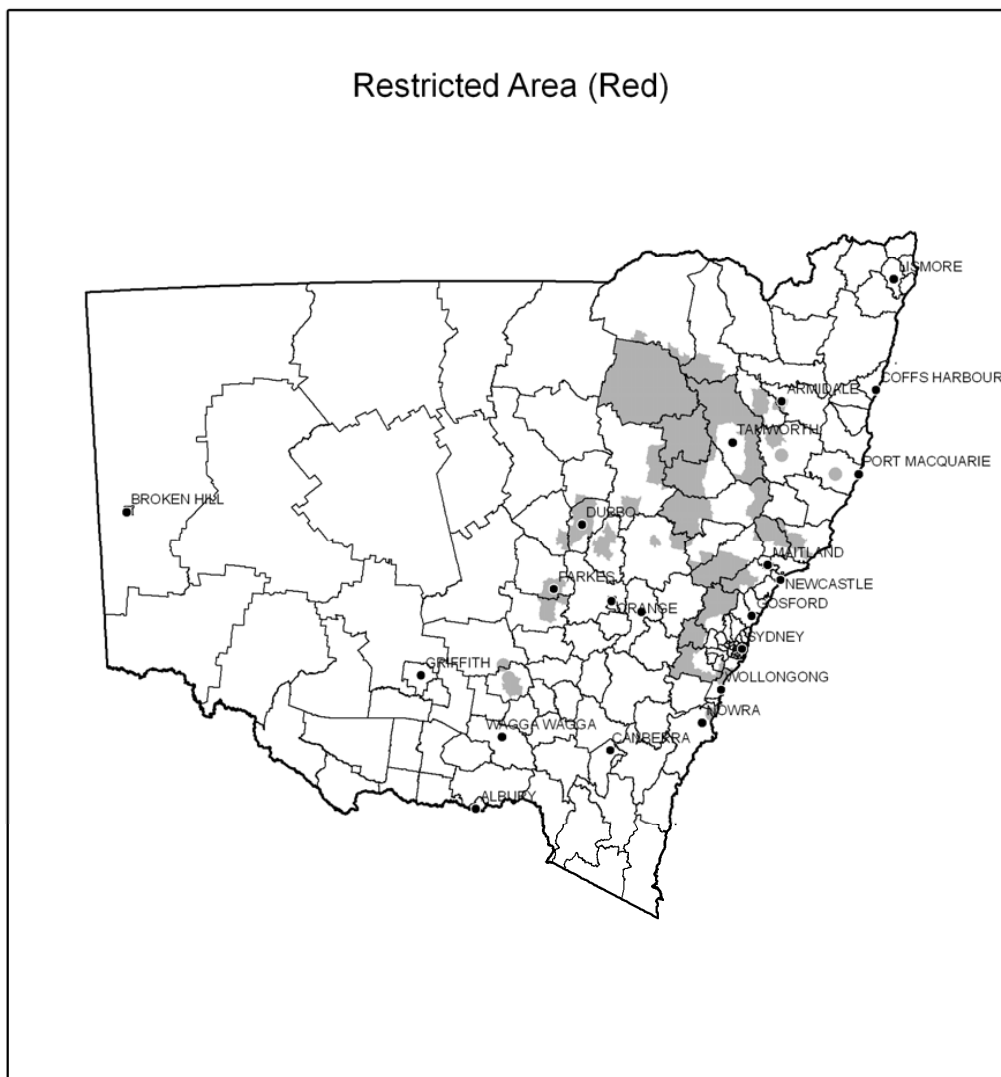 Restricted Area (Red)
LISMORE
COFFS HARBOUR
ARMIDALE
TAMWORTH
PORT MACQUARIE
BROKEN HILL
DUBBO
MAITLAND
PARKES
NEWCASTLE
ORANGE
GOSFORD
SYDNEY
GRIFFITH
WOLLONGONG
NOWRA
WAGGA WAGGA
CANBERRA
ALBURY